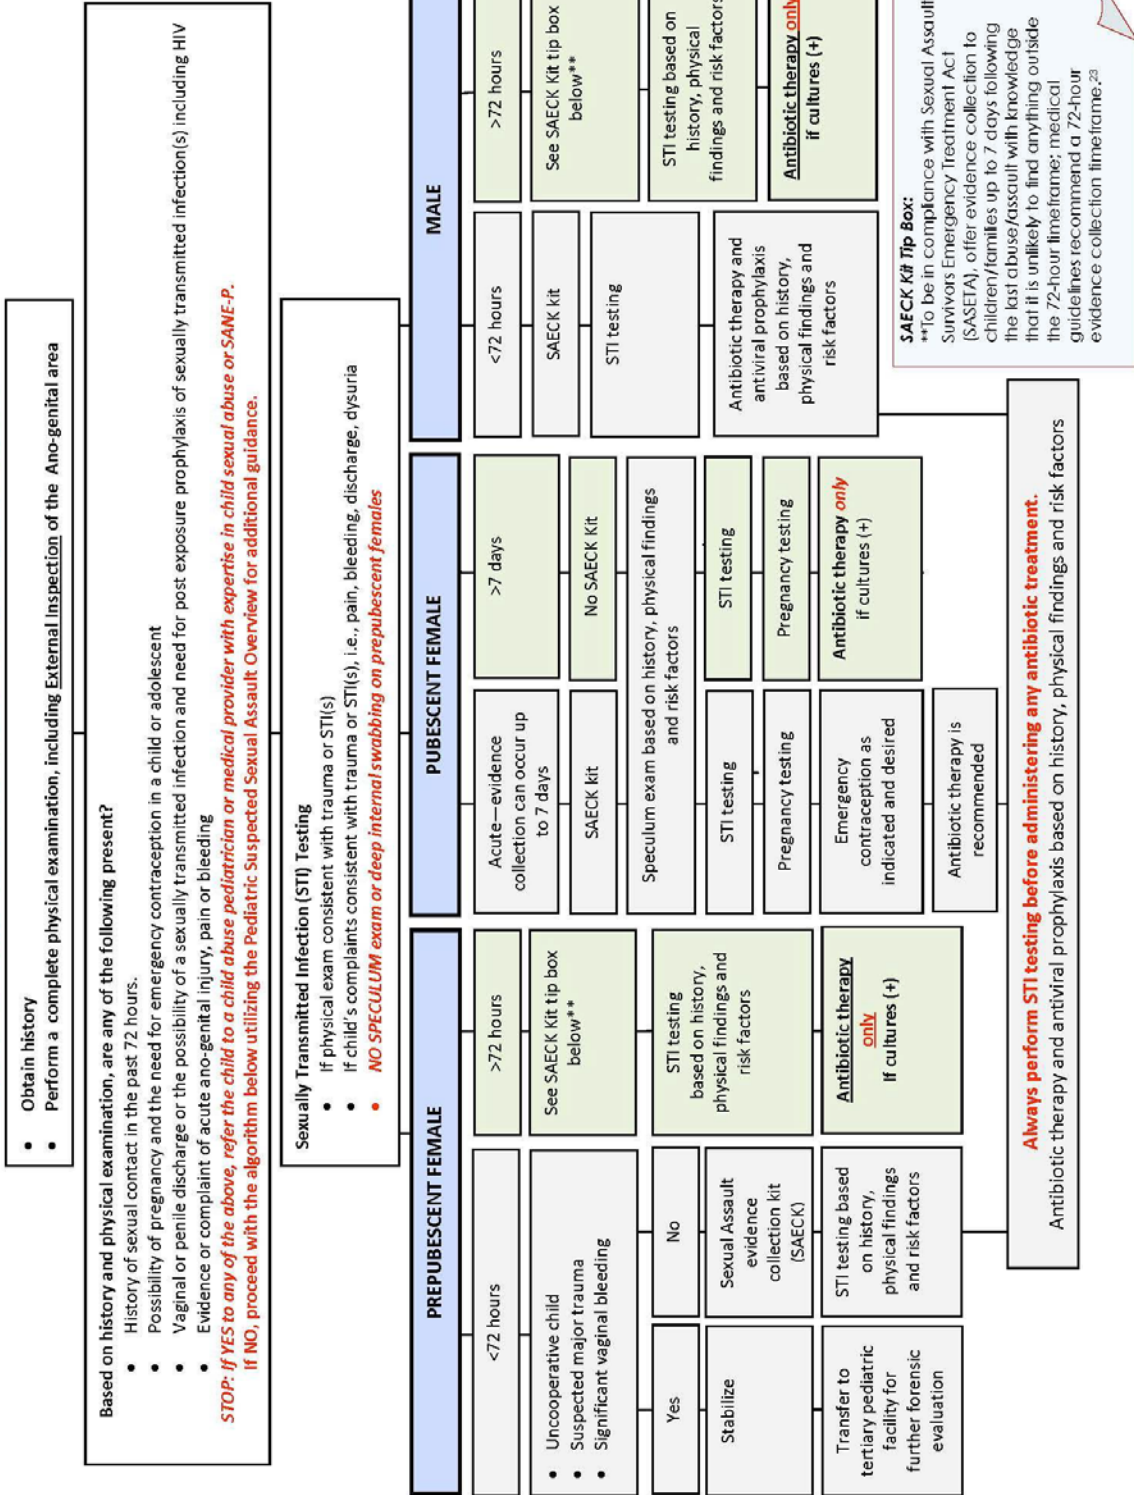 • Obtain history
• Perform a complete physical examination, including External Inspection of the Ano-genital area
Based on history and physical examination, are any of the following present?
• History of sexual contact in the past 72 hours.
• Possibility of pregnancy and the need for emergency contraception in a child or adolescent
• Vaginal or penile discharge or the possibility of a sexually transmitted infection and need for post exposure prophylaxis of sexually transmitted infection(s) including HIV
• Evidence or complaint of acute ano-genital injury, pain or bleeding
STOP: If YES to any of the above, refer the child to a child abuse pediatrician or medical provider with expertise in child sexual abuse or SANE-P.
If NO, proceed with the algorithm below utilizing the Pediatric Suspected Sexual Assault Overview for additional guidance.
Sexually Transmitted Infection (STI) Testing
• If physical exam consistent with trauma or STI(s)
• If child's complaints consistent with trauma or STI(s), i.e., pain, bleeding, discharge, dysuria
• NO SPECULUM exam or deep internal swabbing on prepubescent females
PREPUBESCENT FEMALE
<72 hours
• Uncooperative child
• Suspected major trauma
• Significant vaginal bleeding
Yes
Stabilize
Transfer to
tertiary pediatric
facility for
further forensic
evaluation
No
Sexual Assault
evidence
collection kit
(SAECK)
STI testing based
on history,
physical findings
and risk factors
>72 hours
See SAECK Kit tip box
below**
STI testing
based on history,
physical findings and
risk factors
Antibiotic therapy
only
If cultures (+)
PUBESCENT FEMALE
Acute—evidence
collection can occur up
to 7 days
SAECK kit
>7 days
No SAECK Kit
Speculum exam based on history, physical findings
and risk factors
STI testing
Pregnancy testing
Emergency
contraception as
indicated and desired
Antibiotic therapy is
recommended
STI testing
Pregnancy testing
Antibiotic therapy only
if cultures (+)
MALE
<72 hours
SAECK kit
STI testing
Antibiotic therapy and
antiviral prophylaxis
based on history,
physical findings and
risk factors
>72 hours
See SAECK Kit tip box
below**
STI testing based on
history, physical
findings and risk factors
Antibiotic therapy only
if cultures (+)
Always perform STI testing before administering any antibiotic treatment.
Antibiotic therapy and antiviral prophylaxis based on history, physical findings and risk factors
SAECK Kit Tip Box:
**To be in compliance with Sexual Assault
Survivors Emergency Treatment Act
(SASETA), offer evidence collection to
children/families up to 7 days following
the last abuse/assault with knowledge
that it is unlikely to find anything outside
the 72-hour timeframe; medical
guidelines recommend a 72-hour
evidence collection timeframe.²³